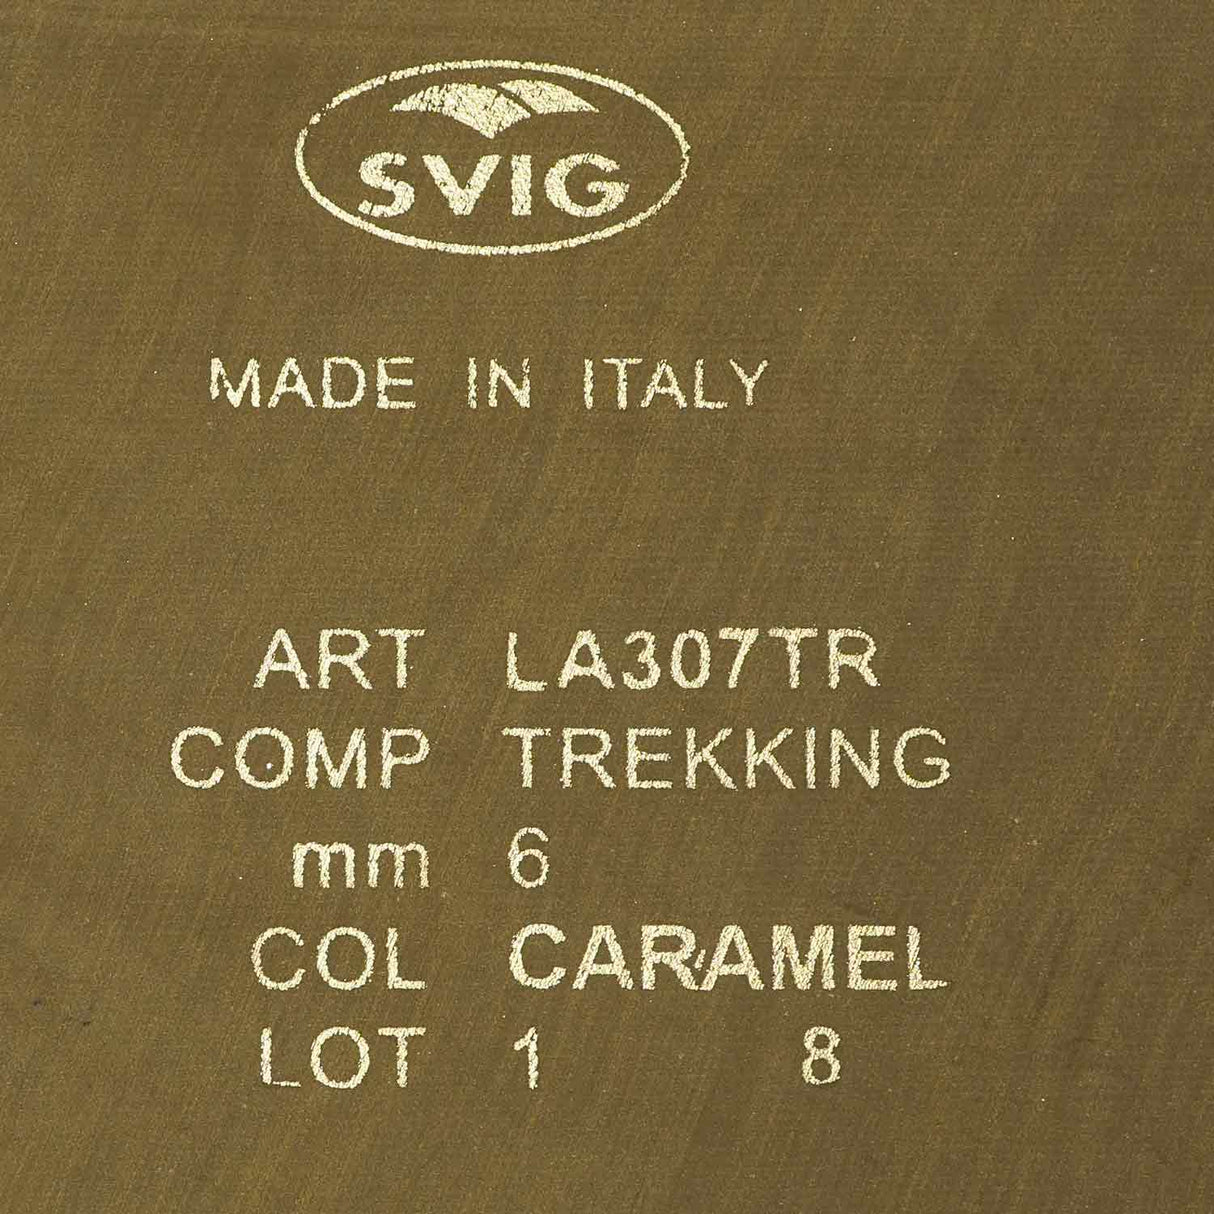 SVIG
MADE IN ITALY
ART LA307TR
COMP TREKKING
mm 6
COL CARAMEL
LOT 1 8